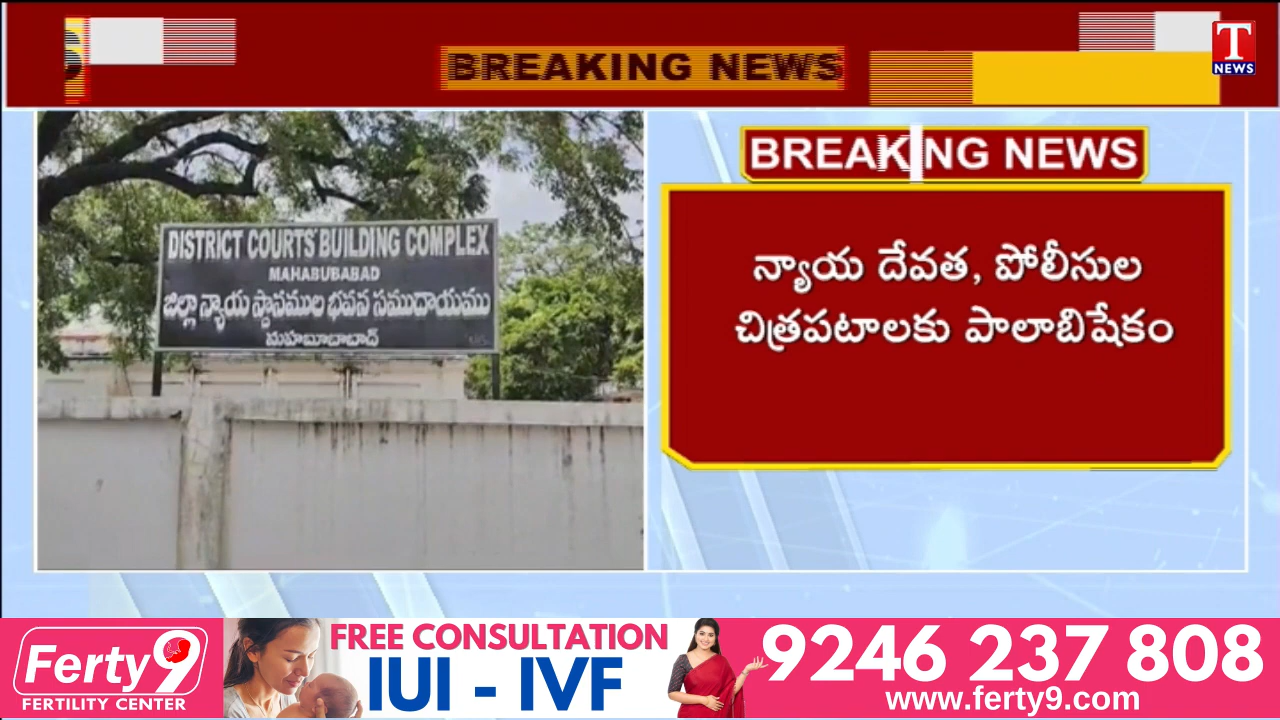 BREAKING NEWS
T
NEWS
BREAKING NEWS
న్యాయ దేవత, పోలీసుల
చిత్రపటాలకు పాలాబిషేకం
DISTRICT COURTS BUILDING COMPLEX
MAHABUBABAD
జిల్లా న్యాయ స్థానముల భవన సముదాయము
మహబూబాబాద్
Ferty9
FERTILITY CENTER
FREE CONSULTATION
IUI - IVF
9246 237 808
www.ferty9.com